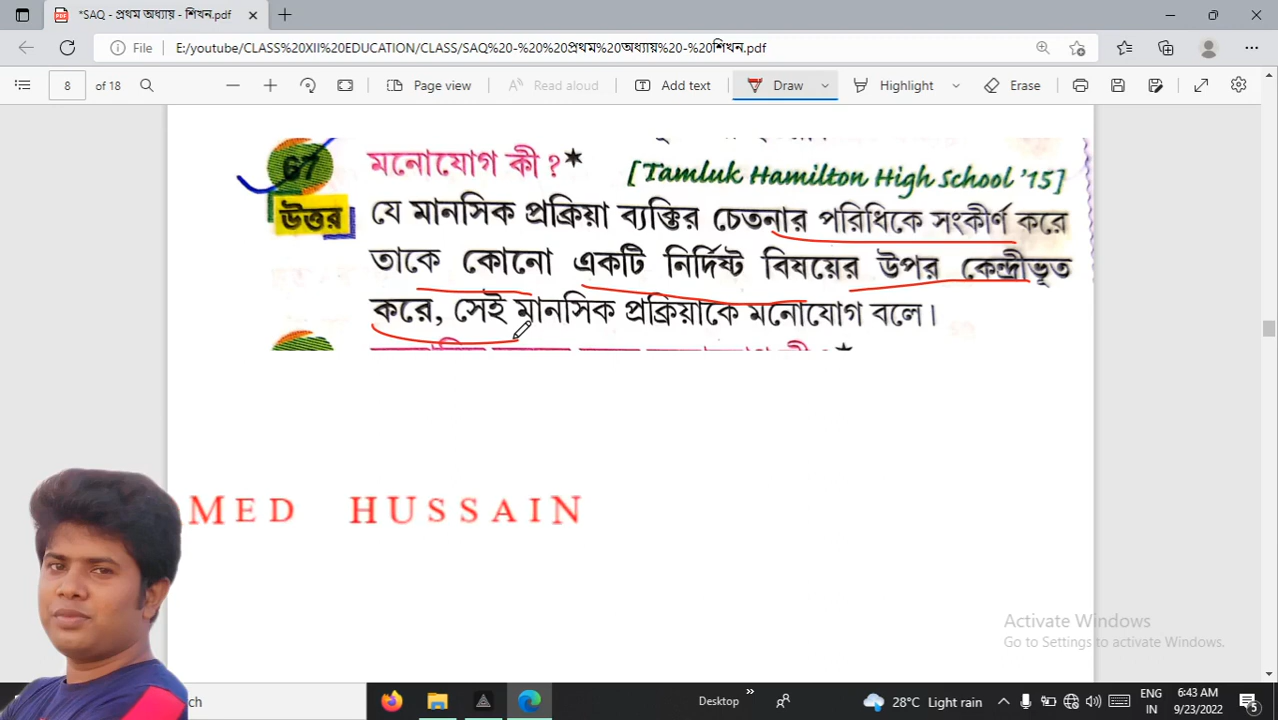 *SAQ - প্রথম অধ্যায় - শিখন.pdf
File E:/youtube/CLASS%20XII%20EDUCATION/CLASS/SAQ%20-%20%20প্রথম%20অধ্যায়%20-%20শিখন.pdf
8 of 18 Page view Read aloud Add text Draw Highlight Erase
67 মনোযোগ কী ?★ [Tamluk Hamilton High School '15]
উত্তর যে মানসিক প্রক্রিয়া ব্যক্তির চেতনার পরিধিকে সংকীর্ণ করে
তাকে কোনো একটি নির্দিষ্ট বিষয়ের উপর কেন্দ্রীভূত
করে, সেই মানসিক প্রক্রিয়াকে মনোযোগ বলে।
MED HUSSAIN
Activate Windows
Go to Settings to activate Windows.
rch Desktop 28°C Light rain ENG 6:43 AM
IN 9/23/2022 5